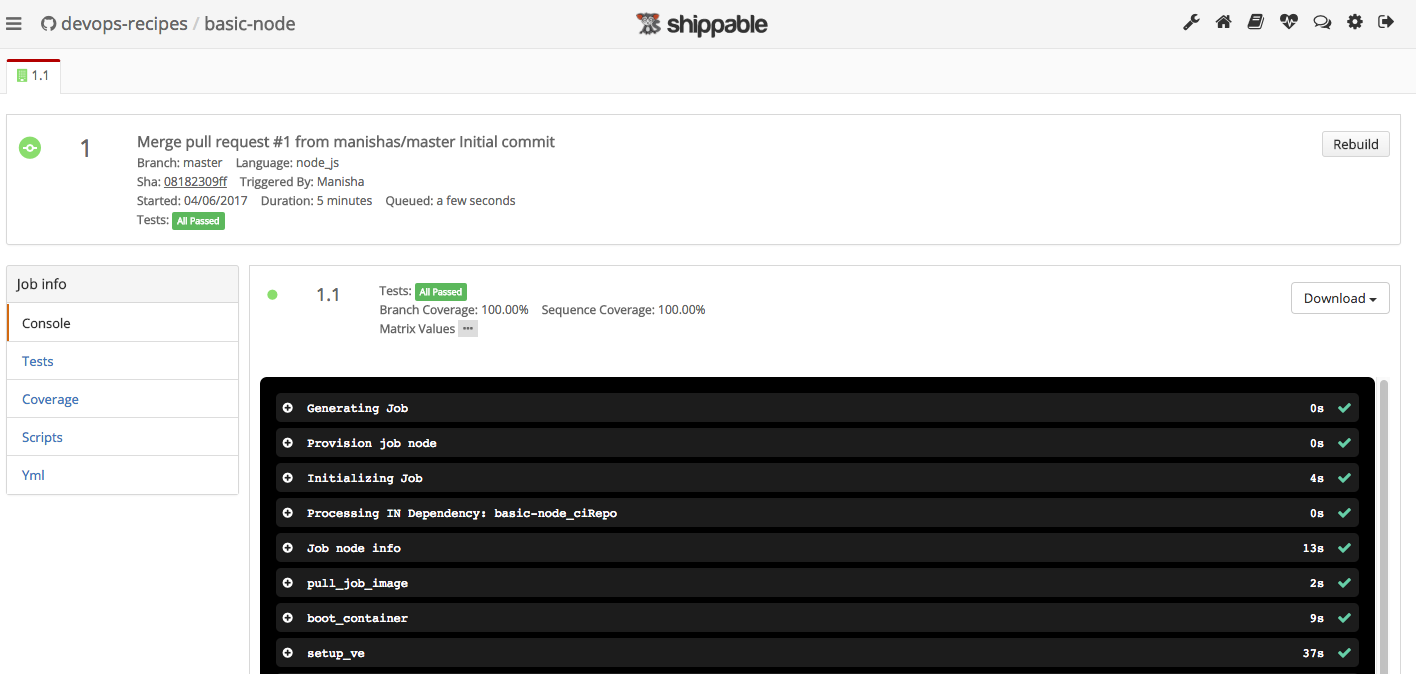 devops-recipes / basic-node
shippable
1.1
1
Merge pull request #1 from manishas/master Initial commit
Rebuild
Branch: master Language: node_js
Sha: 08182309ff Triggered By: Manisha
Started: 04/06/2017 Duration: 5 minutes Queued: a few seconds
Tests: All Passed
Job info
Console
Tests
Coverage
Scripts
Yml
1.1
Tests: All Passed
Download
Branch Coverage: 100.00% Sequence Coverage: 100.00%
Matrix Values ···
Generating Job 0s
Provision job node 0s
Initializing Job 4s
Processing IN Dependency: basic-node_ciRepo 0s
Job node info 13s
pull_job_image 2s
boot_container 9s
setup_ve 37s